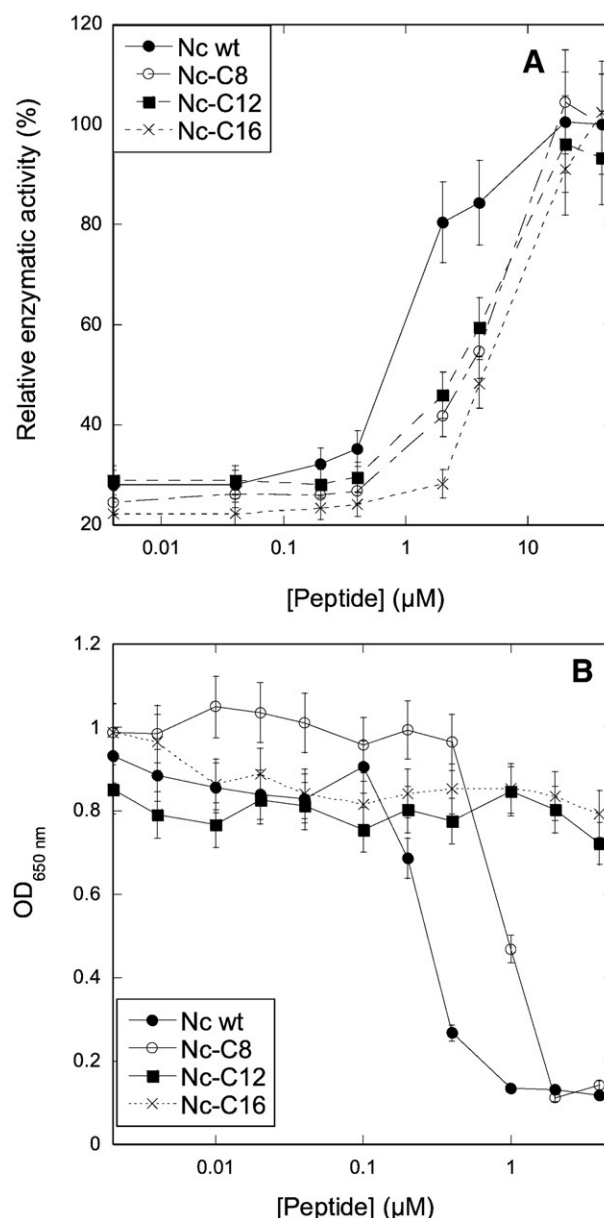 120
100
80
60
40
20
Relative enzymatic activity (%)
Nc wt
Nc-C8
Nc-C12
Nc-C16
A
0.01
0.1
1
10
[Peptide] (µM)
1.2
1
0.8
0.6
0.4
0.2
0
OD650 nm
B
Nc wt
Nc-C8
Nc-C12
Nc-C16
0.01
0.1
1
[Peptide] (µM)